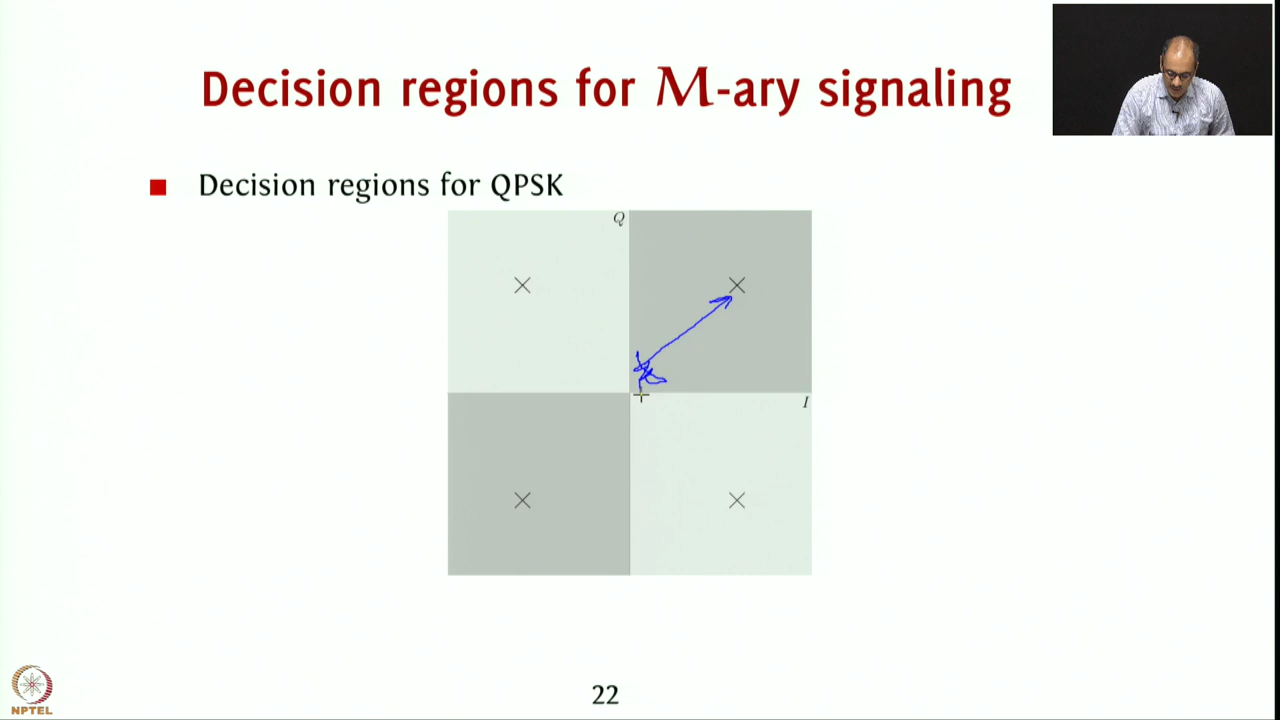 Decision regions for M-ary signaling
Decision regions for QPSK
Q
I
22
NPTEL